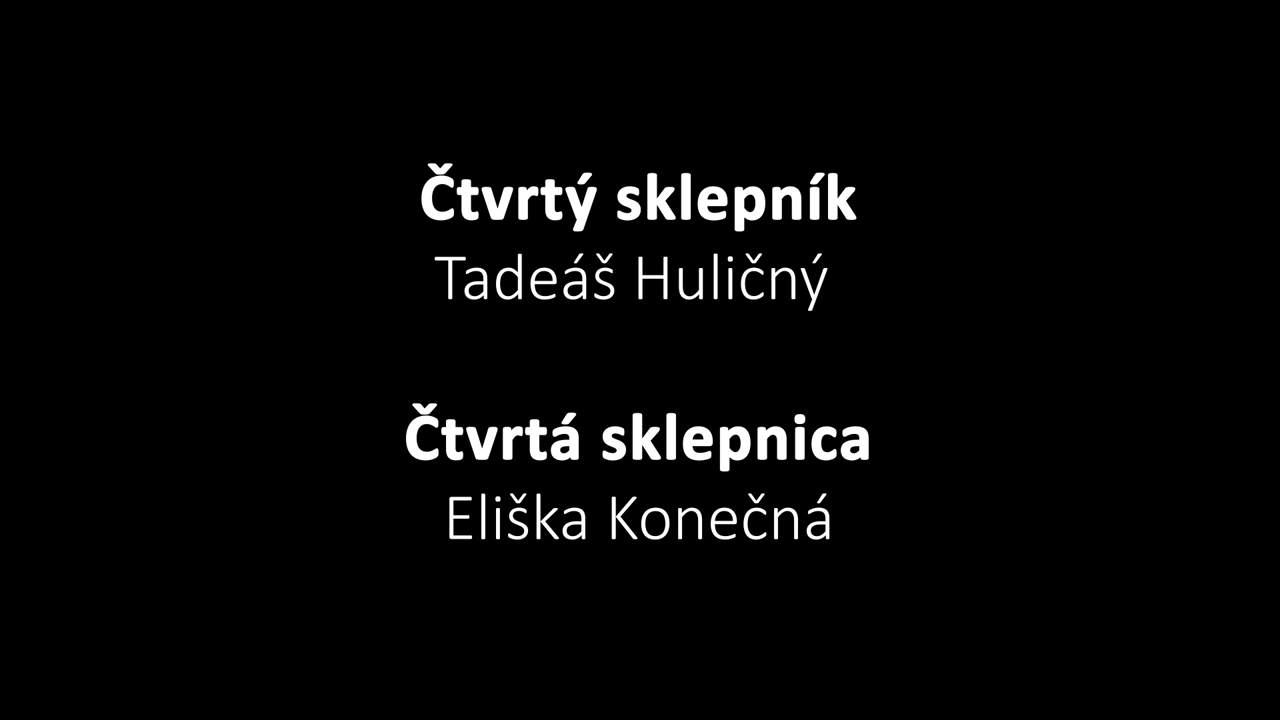 Čtvrtý sklepník
Tadeáš Huličný
Čtvrtá sklepnica
Eliška Konečná